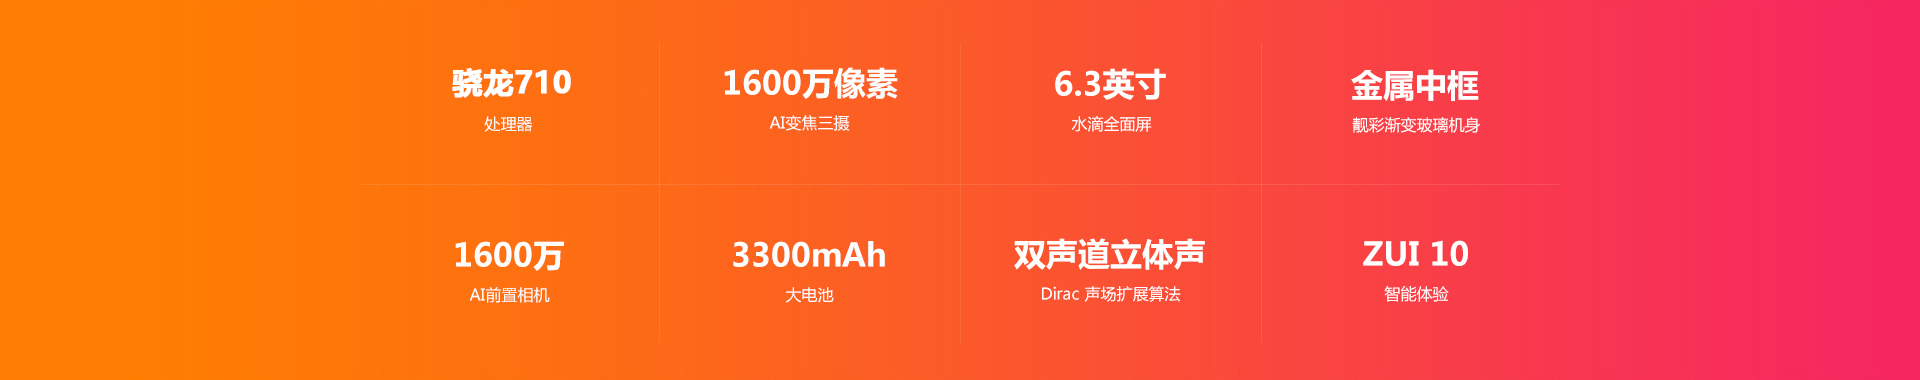 骁龙710
处理器
1600万像素
AI变焦三摄
6.3英寸
水滴全面屏
金属中框
靓彩渐变玻璃机身
1600万
AI前置相机
3300mAh
大电池
双声道立体声
Dirac 声场扩展算法
ZUI 10
智能体验